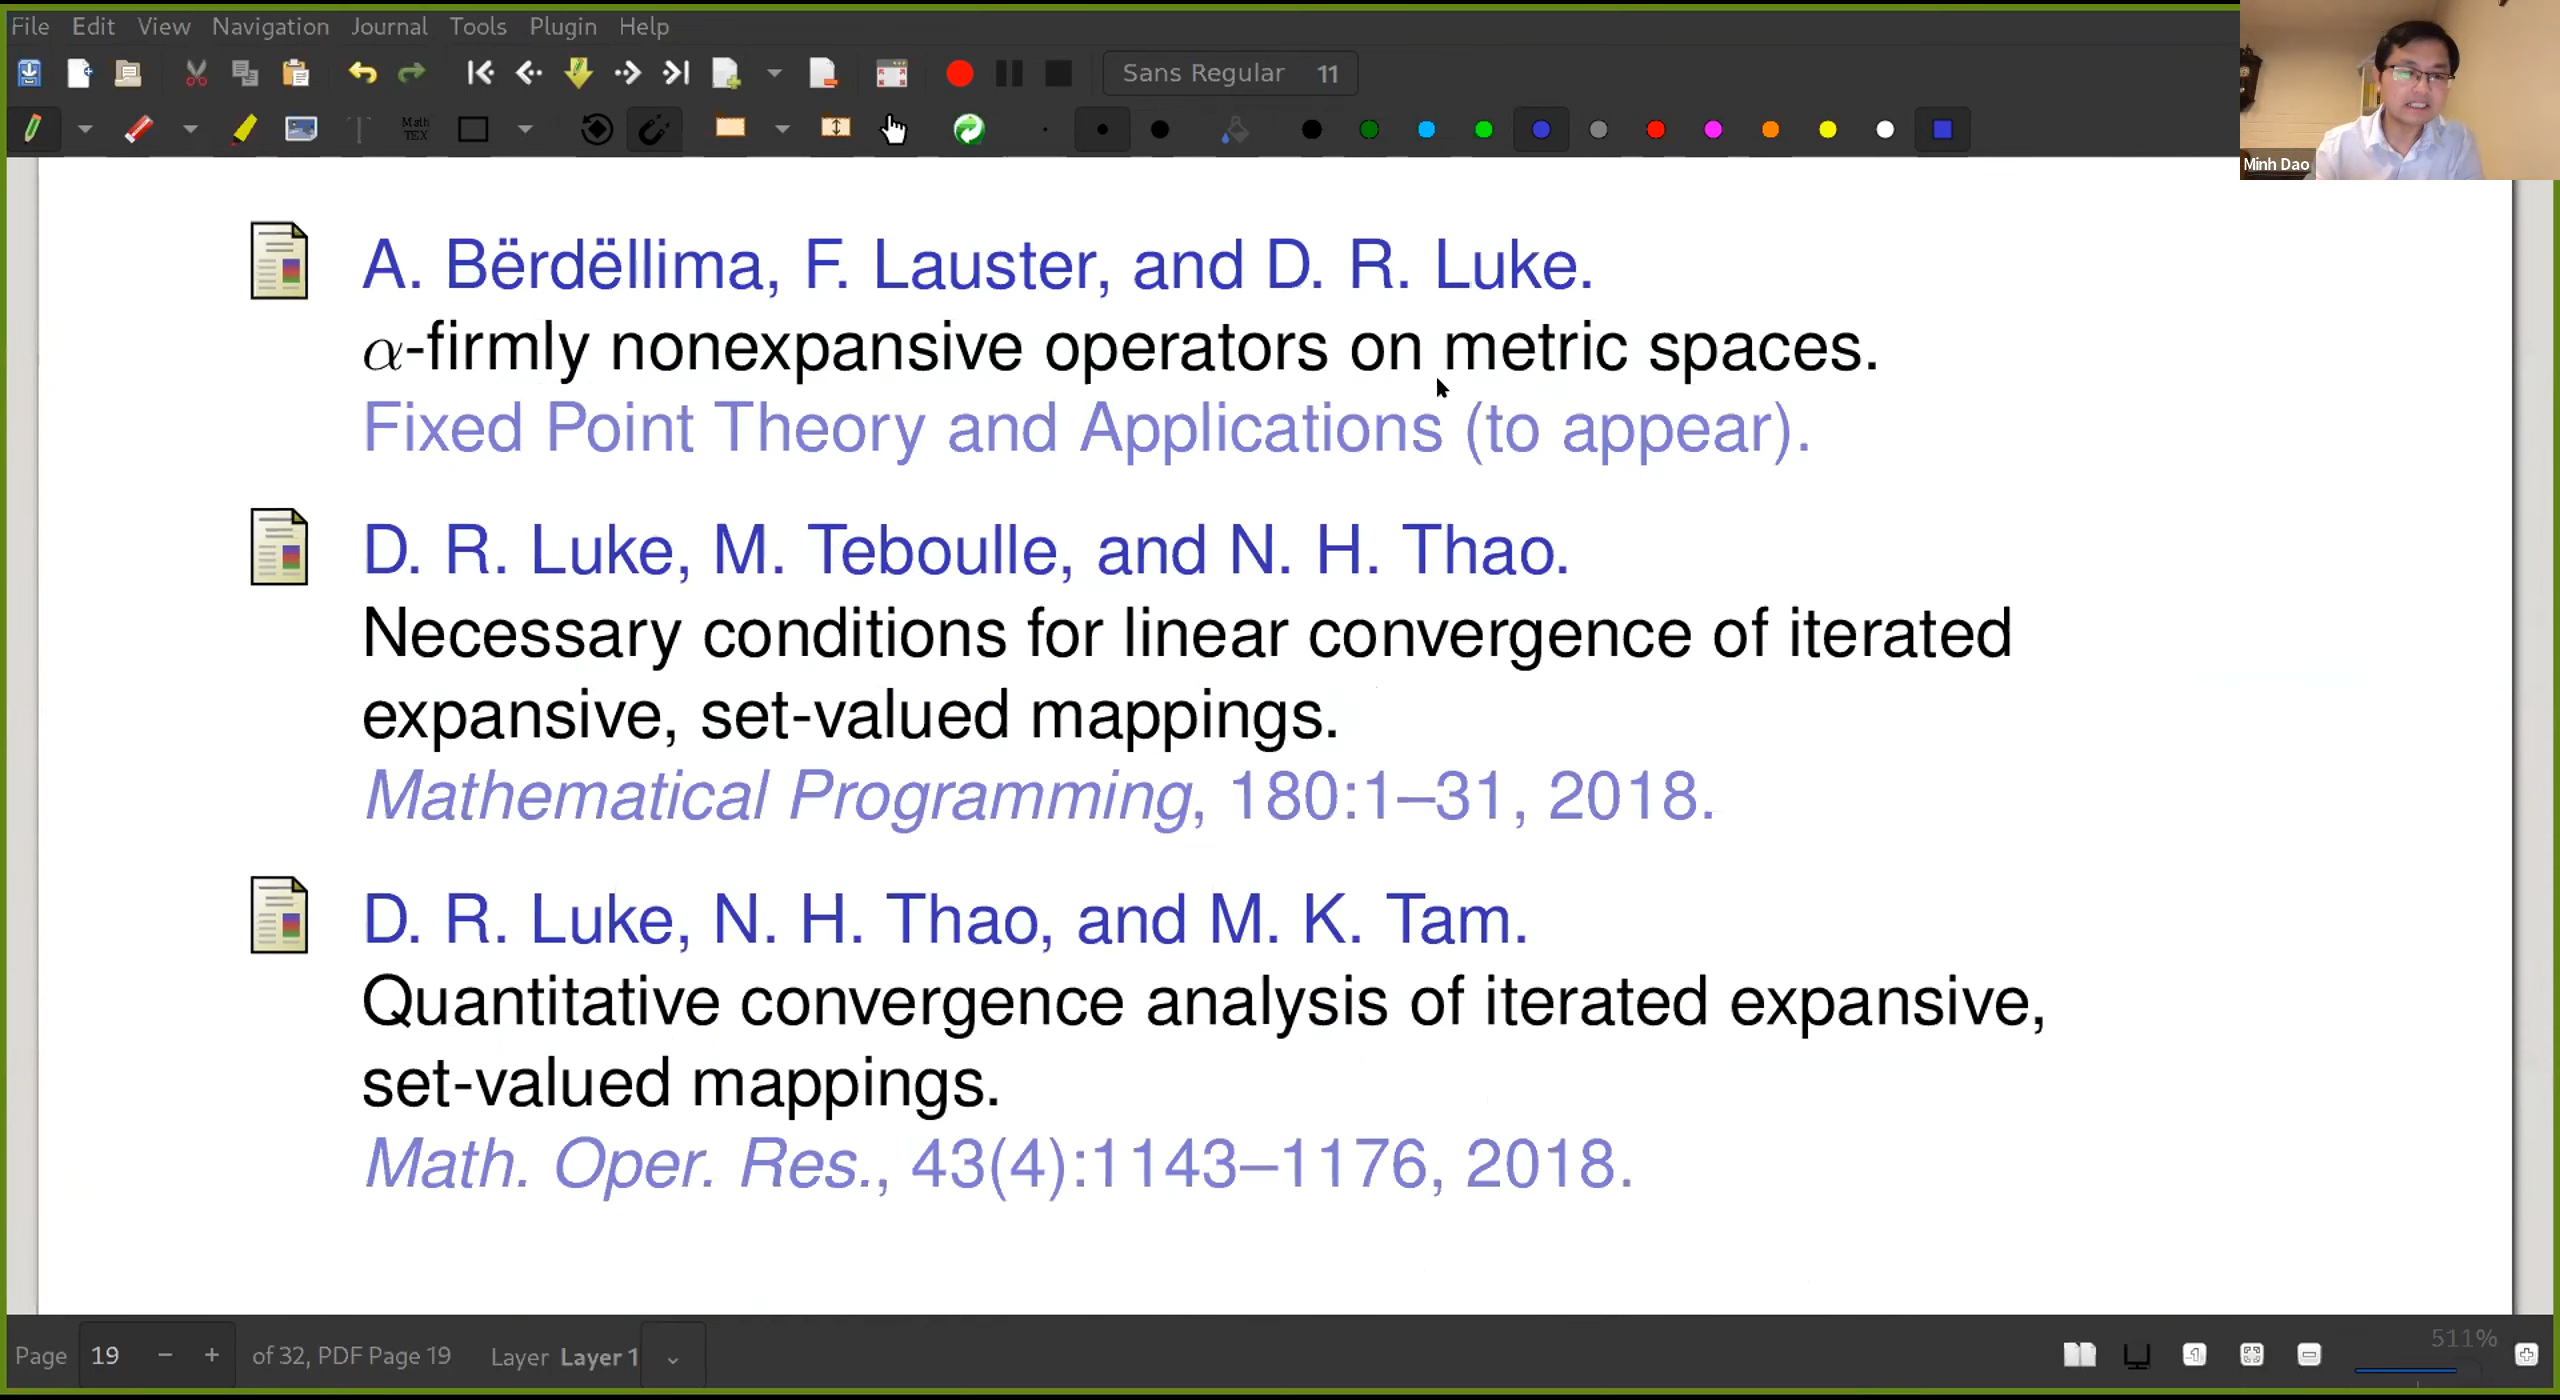 File Edit View Navigation Journal Tools Plugin Help
Sans Regular 11
Math
TEX
Minh Dao
A. Bërdëllima, F. Lauster, and D. R. Luke.
α-firmly nonexpansive operators on metric spaces.
Fixed Point Theory and Applications (to appear).
D. R. Luke, M. Teboulle, and N. H. Thao.
Necessary conditions for linear convergence of iterated
expansive, set-valued mappings.
Mathematical Programming, 180:1–31, 2018.
D. R. Luke, N. H. Thao, and M. K. Tam.
Quantitative convergence analysis of iterated expansive,
set-valued mappings.
Math. Oper. Res., 43(4):1143–1176, 2018.
Page 19 − + of 32, PDF Page 19 Layer Layer 1 511%